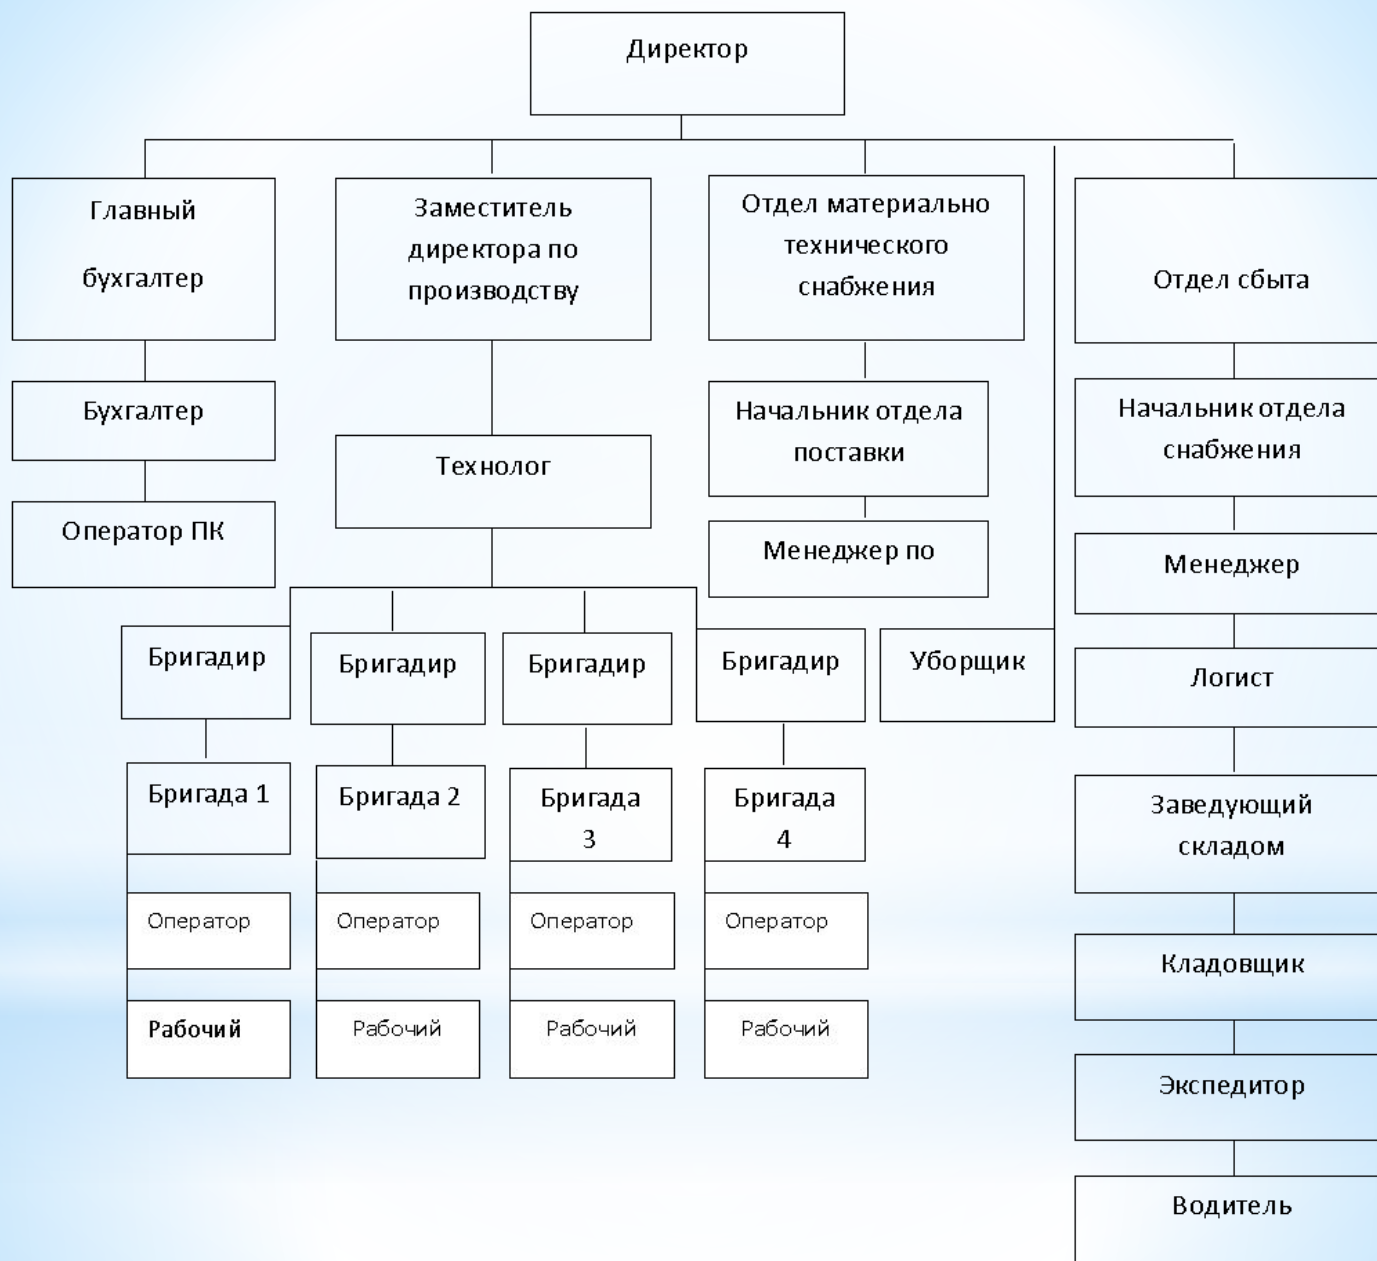 Директор
Главный
бухгалтер
Заместитель
директора по
производству
Отдел материально
технического
снабжения
Отдел сбыта
Бухгалтер
Оператор ПК
Технолог
Начальник отдела
поставки
Менеджер по
Начальник отдела
снабжения
Менеджер
Логист
Бригадир
Бригадир
Бригадир
Бригадир
Уборщик
Бригада 1
Бригада 2
Бригада
3
Бригада
4
Заведующий
складом
Оператор
Оператор
Оператор
Оператор
Кладовщик
Рабочий
Рабочий
Рабочий
Рабочий
Экспедитор
Водитель